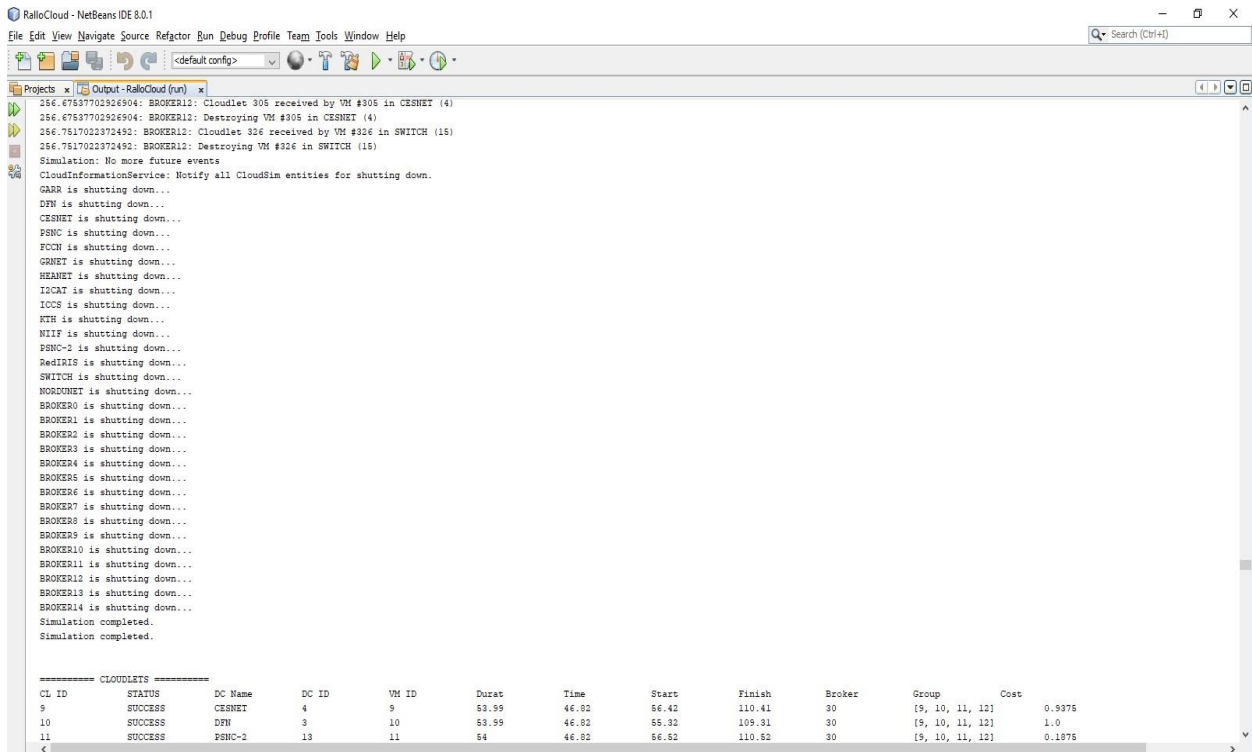 RalloCloud - NetBeans IDE 8.0.1
File Edit View Navigate Source Refactor Run Debug Profile Team Tools Window Help
Search (Ctrl+I)
<default config>
Projects x Output - RalloCloud (run) x
256.67537702926904: BROKER12: Cloudlet 305 received by VM #305 in CESNET (4)
256.67537702926904: BROKER12: Destroying VM #305 in CESNET (4)
256.7517022372492: BROKER12: Cloudlet 326 received by VM #326 in SWITCH (15)
256.7517022372492: BROKER12: Destroying VM #326 in SWITCH (15)
Simulation: No more future events
CloudInformationService: Notify all CloudSim entities for shutting down.
GARR is shutting down...
DFN is shutting down...
CESNET is shutting down...
PSNC is shutting down...
FCCN is shutting down...
GRNET is shutting down...
HEANET is shutting down...
I2CAT is shutting down...
ICCS is shutting down...
KTH is shutting down...
NIIF is shutting down...
PSNC-2 is shutting down...
RedIRIS is shutting down...
SWITCH is shutting down...
NORDUNET is shutting down...
BROKER0 is shutting down...
BROKER1 is shutting down...
BROKER2 is shutting down...
BROKER3 is shutting down...
BROKER4 is shutting down...
BROKER5 is shutting down...
BROKER6 is shutting down...
BROKER7 is shutting down...
BROKER8 is shutting down...
BROKER9 is shutting down...
BROKER10 is shutting down...
BROKER11 is shutting down...
BROKER12 is shutting down...
BROKER13 is shutting down...
BROKER14 is shutting down...
Simulation completed.
Simulation completed.
========== CLOUDLETS ==========
CL ID STATUS DC Name DC ID VM ID Durat Time Start Finish Broker Group Cost
9 SUCCESS CESNET 4 9 53.99 46.82 56.42 110.41 30 [9, 10, 11, 12] 0.9375
10 SUCCESS DFN 3 10 53.99 46.82 55.32 109.31 30 [9, 10, 11, 12] 1.0
11 SUCCESS PSNC-2 13 11 54 46.82 56.52 110.52 30 [9, 10, 11, 12] 0.1875